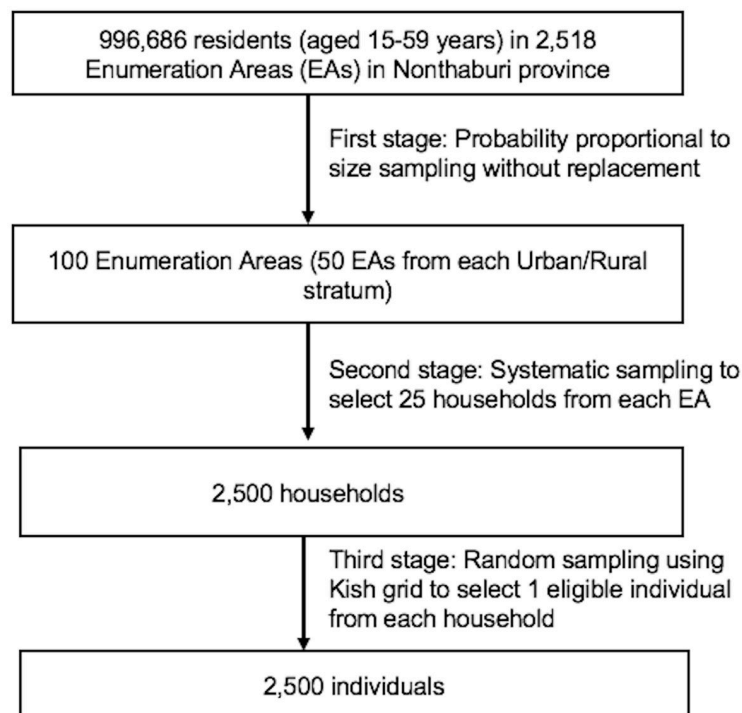 996,686 residents (aged 15-59 years) in 2,518
Enumeration Areas (EAs) in Nonthaburi province
First stage: Probability proportional to
size sampling without replacement
100 Enumeration Areas (50 EAs from each Urban/Rural
stratum)
Second stage: Systematic sampling to
select 25 households from each EA
2,500 households
Third stage: Random sampling using
Kish grid to select 1 eligible individual
from each household
2,500 individuals